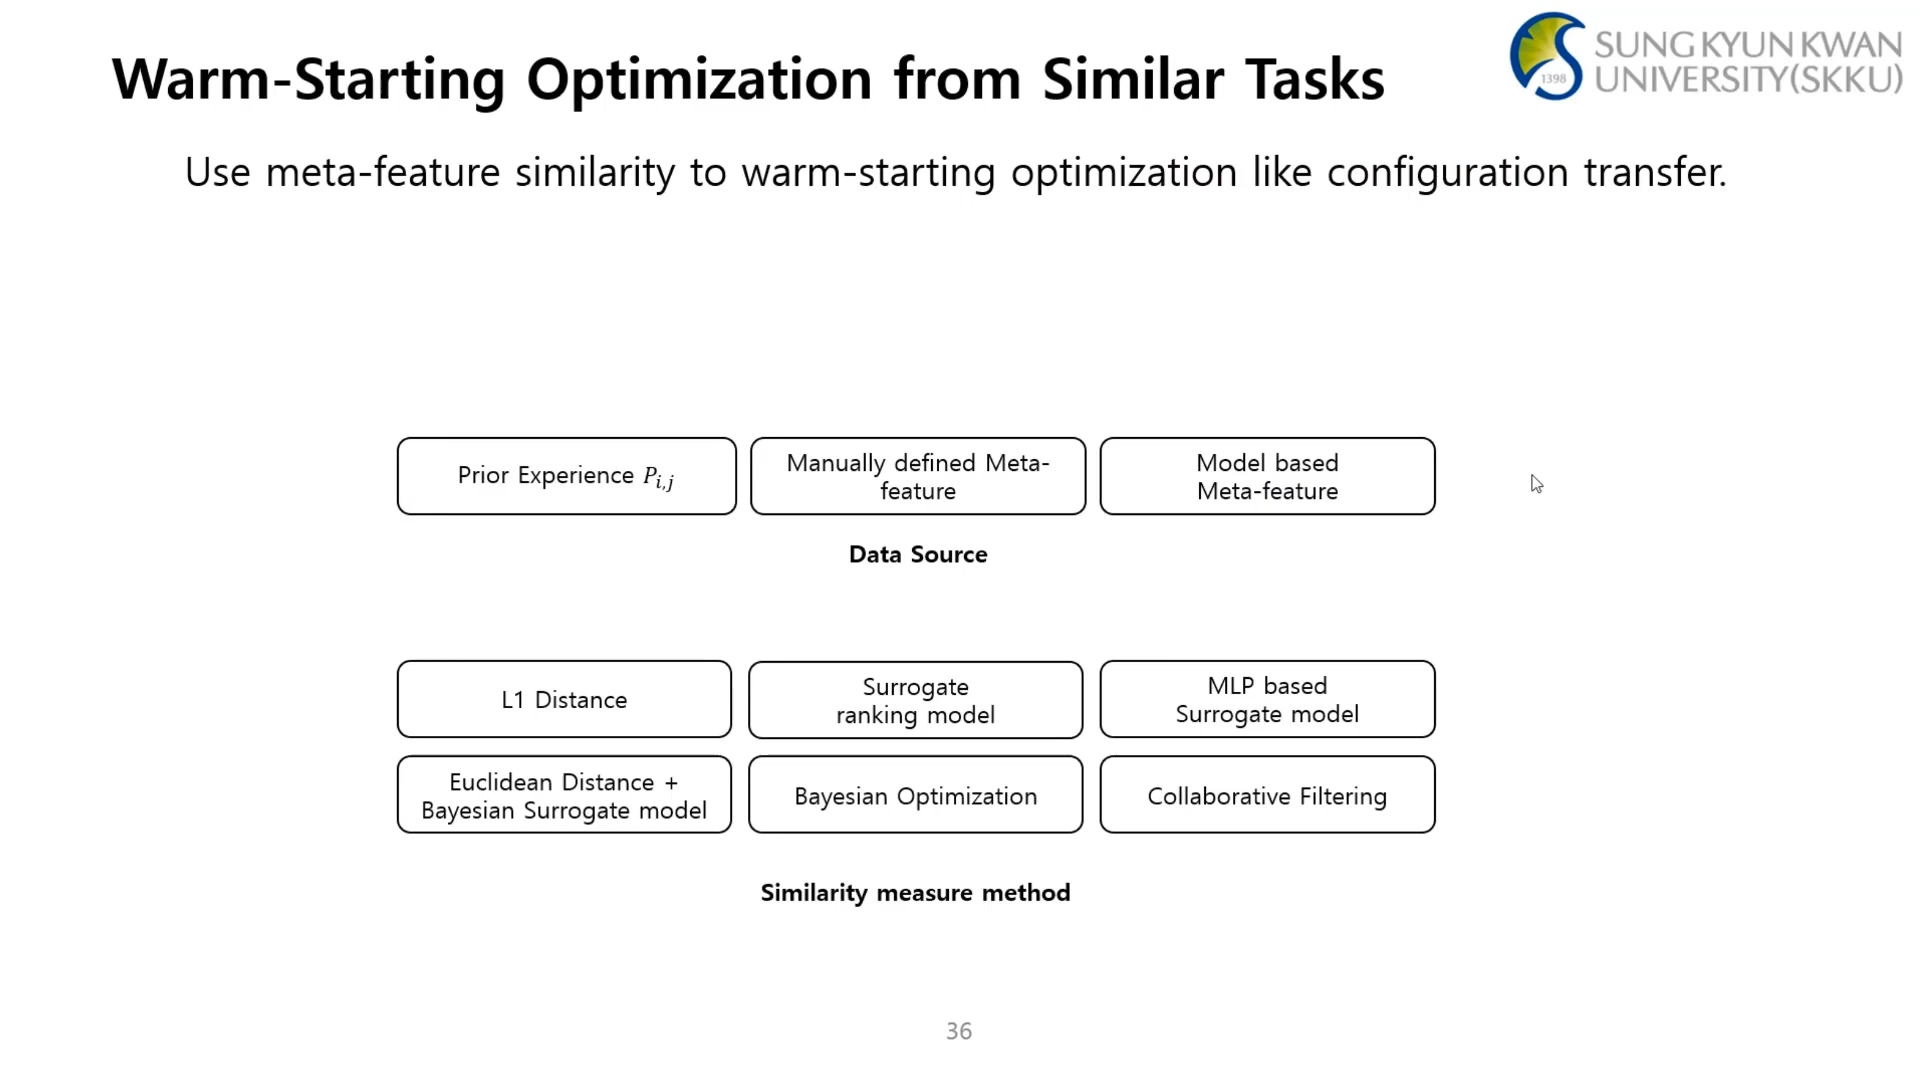 Warm-Starting Optimization from Similar Tasks
SUNG KYUN KWAN
UNIVERSITY(SKKU)
1398
Use meta-feature similarity to warm-starting optimization like configuration transfer.
Prior Experience P_{i,j}
Manually defined Meta-
feature
Model based
Meta-feature
Data Source
L1 Distance
Surrogate
ranking model
MLP based
Surrogate model
Euclidean Distance +
Bayesian Surrogate model
Bayesian Optimization
Collaborative Filtering
Similarity measure method
36